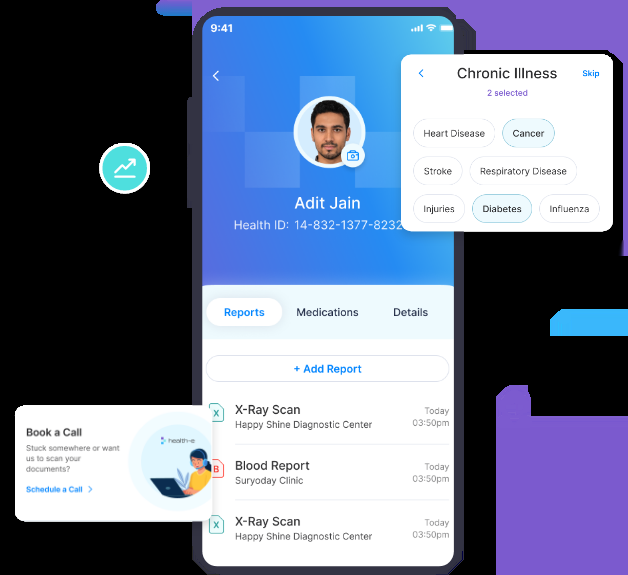 9:41
Chronic Illness
Skip
2 selected
Heart Disease
Cancer
Stroke
Respiratory Disease
Injuries
Diabetes
Influenza
Adit Jain
Health ID: 14-832-1377-8232
Reports
Medications
Details
+ Add Report
X
X-Ray Scan
Today
Happy Shine Diagnostic Center
03:50pm
Book a Call
Stuck somewhere or want
us to scan your
documents?
Schedule a Call
health-e
B
Blood Report
Today
Suryoday Clinic
03:50pm
X
X-Ray Scan
Today
Happy Shine Diagnostic Center
03:50pm